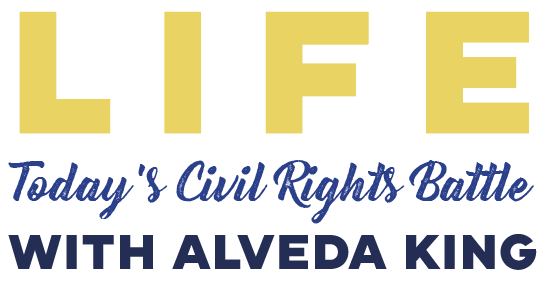 LIFE
Today's Civil Rights Battle
WITH ALVEDA KING